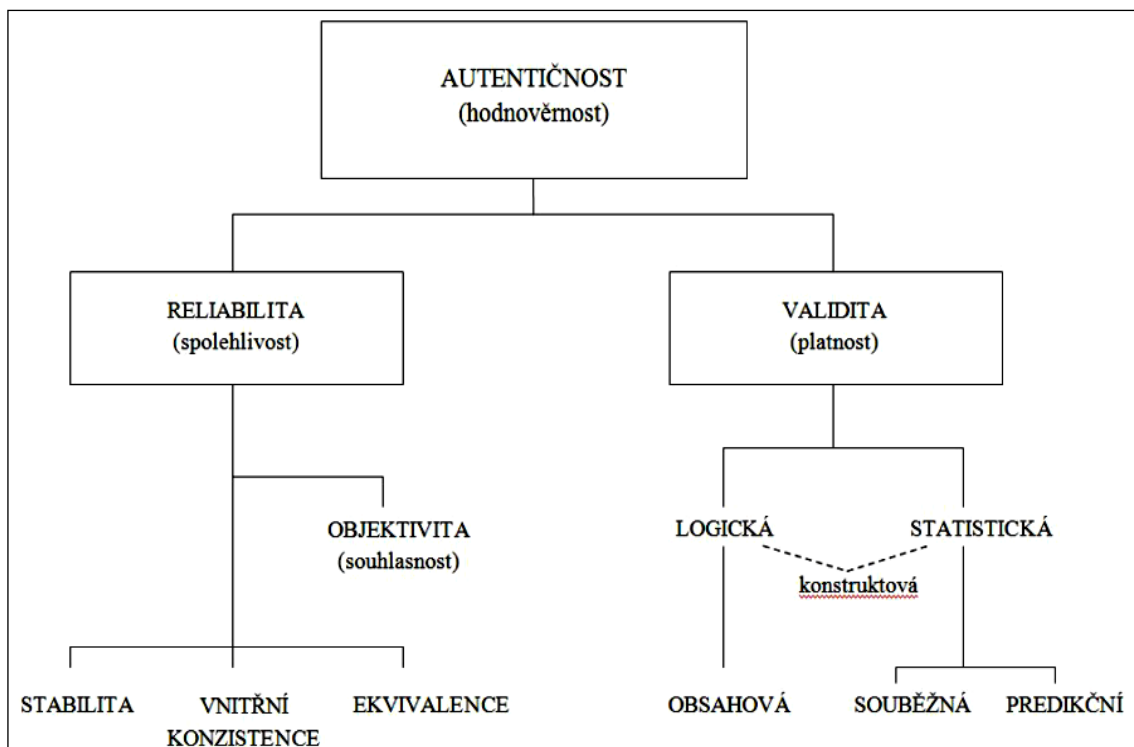 AUTENTIČNOST
(hodnověrnost)
RELIABILITA
(spolehlivost)
VALIDITA
(platnost)
OBJEKTIVITA
(souhlasnost)
LOGICKÁ
STATISTICKÁ
konstruktová
STABILITA
VNITŘNÍ
KONZISTENCE
EKVIVALENCE
OBSAHOVÁ
SOUBĚŽNÁ
PREDIKČNÍ